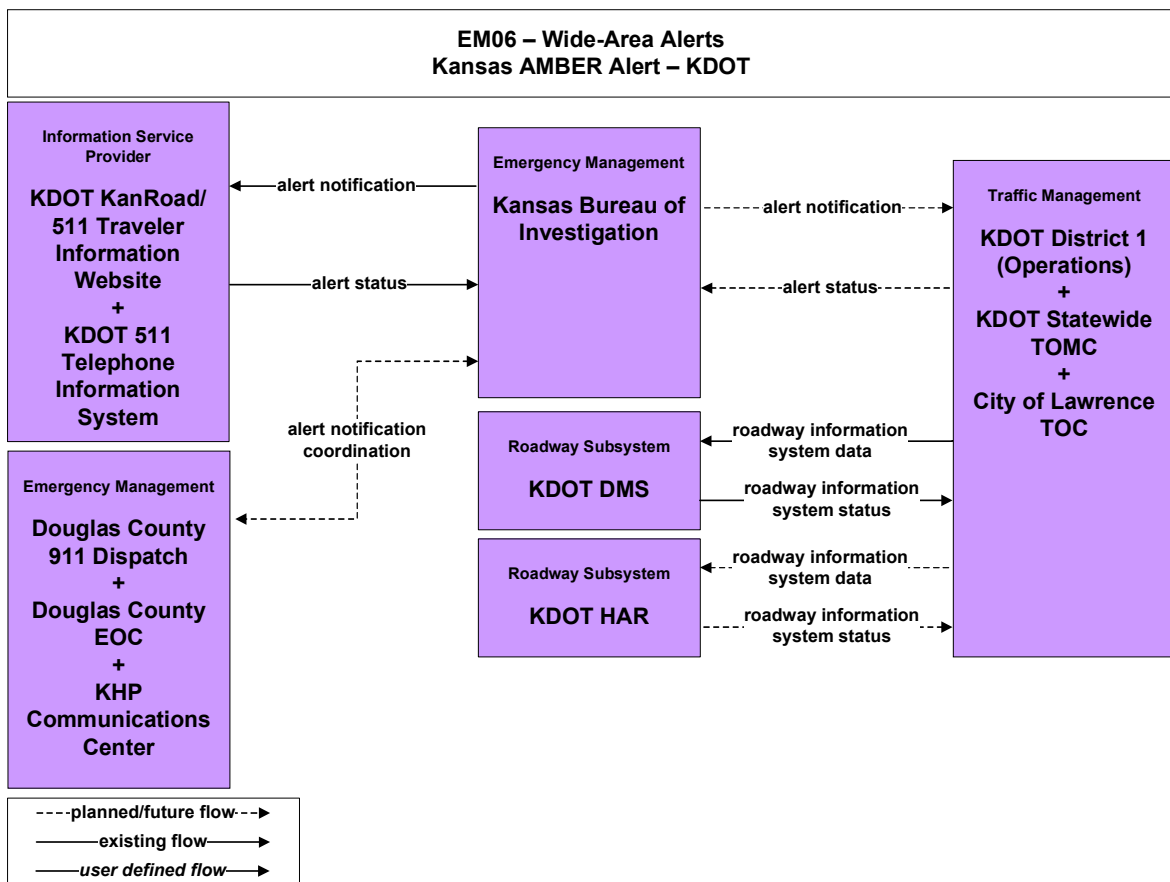 EM06 – Wide-Area Alerts
Kansas AMBER Alert – KDOT
Information Service
Provider
KDOT KanRoad/
511 Traveler
Information
Website
+
KDOT 511
Telephone
Information
System
alert notification
alert status
Emergency Management
Kansas Bureau of
Investigation
alert notification
alert status
Traffic Management
KDOT District 1
(Operations)
+
KDOT Statewide
TOMC
+
City of Lawrence
TOC
alert notification
coordination
Emergency Management
Douglas County
911 Dispatch
+
Douglas County
EOC
+
KHP
Communications
Center
Roadway Subsystem
KDOT DMS
roadway information
system data
roadway information
system status
Roadway Subsystem
KDOT HAR
roadway information
system data
roadway information
system status
planned/future flow
existing flow
user defined flow